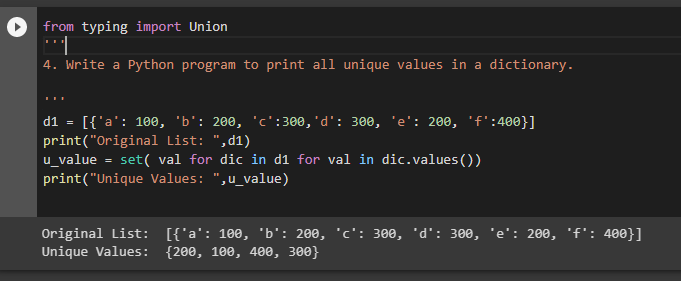 from typing import Union
'''
4. Write a Python program to print all unique values in a dictionary.
'''
d1 = [{'a': 100, 'b': 200, 'c':300,'d': 300, 'e': 200, 'f':400}]
print("Original List: ",d1)
u_value = set( val for dic in d1 for val in dic.values())
print("Unique Values: ",u_value)
Original List:  [{'a': 100, 'b': 200, 'c': 300, 'd': 300, 'e': 200, 'f': 400}]
Unique Values:  {200, 100, 400, 300}